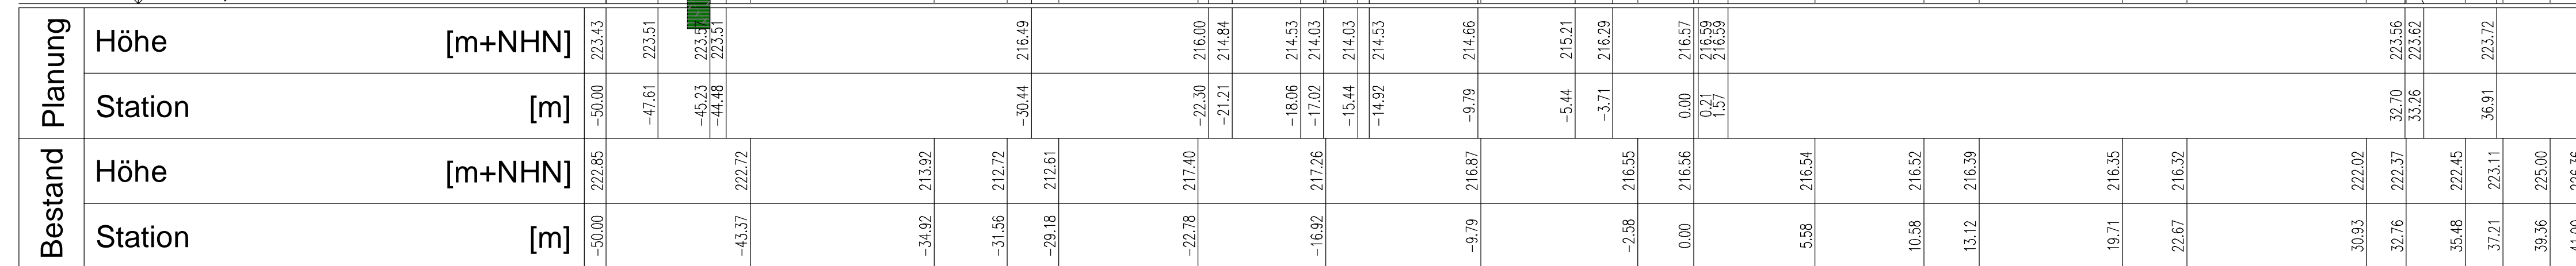 Planung
Höhe [m+NHN] 223.43 223.51 223.51 216.49 216.00 214.84 214.53 214.03 214.03 214.53 214.66 215.21 216.29 216.57 216.59 216.59 223.56 223.62 223.72
Station [m] -50.00 -47.61 -45.23 -44.48 -30.44 -22.30 -21.21 -18.06 -17.02 -15.44 -14.92 -9.79 -5.44 -3.71 0.00 0.21 1.57 32.70 33.26 36.91
Bestand
Höhe [m+NHN] 222.85 222.72 213.92 212.72 212.61 217.40 217.26 216.87 216.55 216.56 216.54 216.52 216.39 216.35 216.32 222.02 222.37 222.45 223.11 225.00
Station [m] -50.00 -43.37 -34.92 -31.56 -29.18 -22.78 -16.92 -9.79 -2.58 0.00 5.58 10.58 13.12 19.71 22.67 30.93 32.76 35.48 37.21 39.36